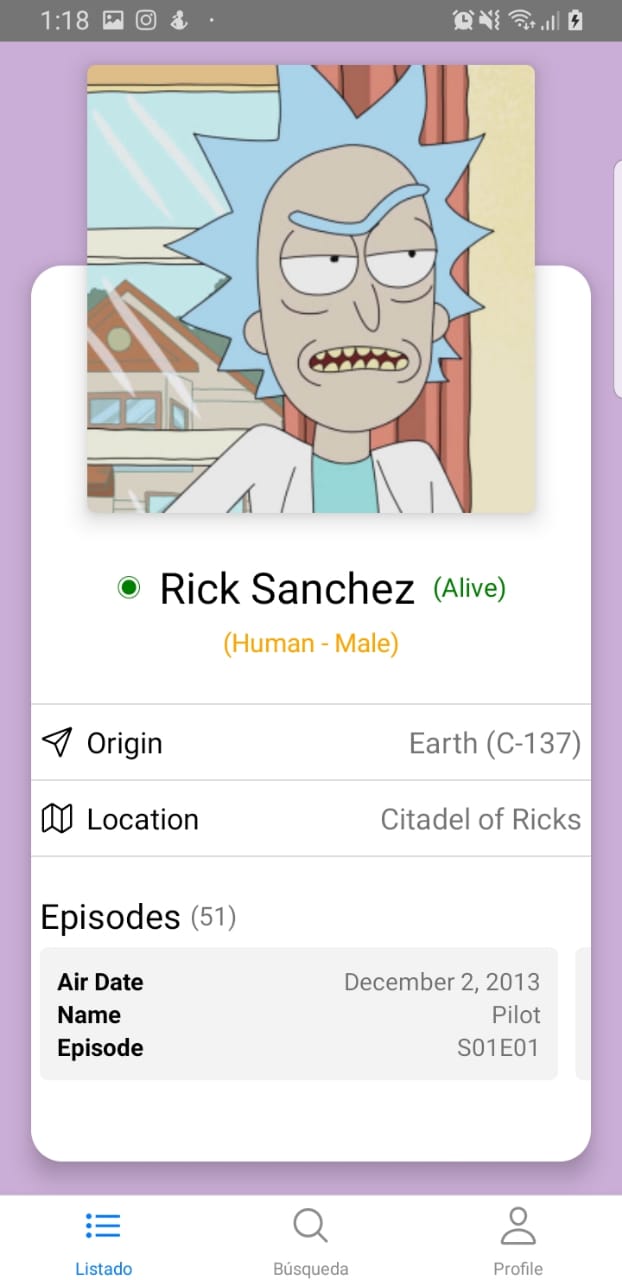 1:18
Rick Sanchez (Alive)
(Human - Male)
Origin Earth (C-137)
Location Citadel of Ricks
Episodes (51)
Air Date December 2, 2013
Name Pilot
Episode S01E01
Listado Búsqueda Profile